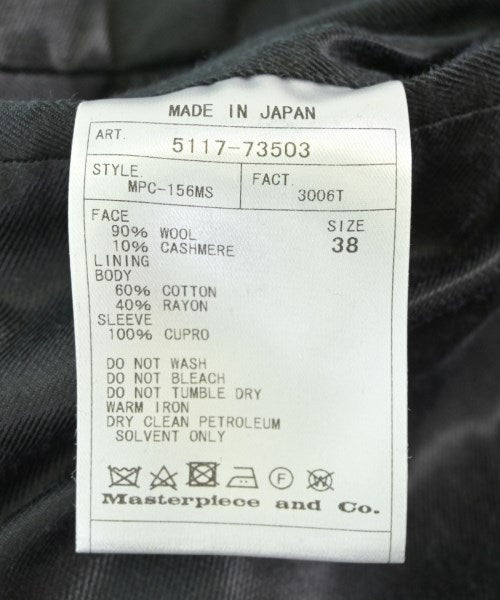 MADE IN JAPAN
ART.
5117-73503
STYLE. FACT.
MPC-156MS 3006T
FACE SIZE
90% WOOL 38
10% CASHMERE
LINING
BODY
60% COTTON
40% RAYON
SLEEVE
100% CUPRO
DO NOT WASH
DO NOT BLEACH
DO NOT TUMBLE DRY
WARM IRON
DRY CLEAN PETROLEUM
SOLVENT ONLY
F W
Masterpiece and Co.